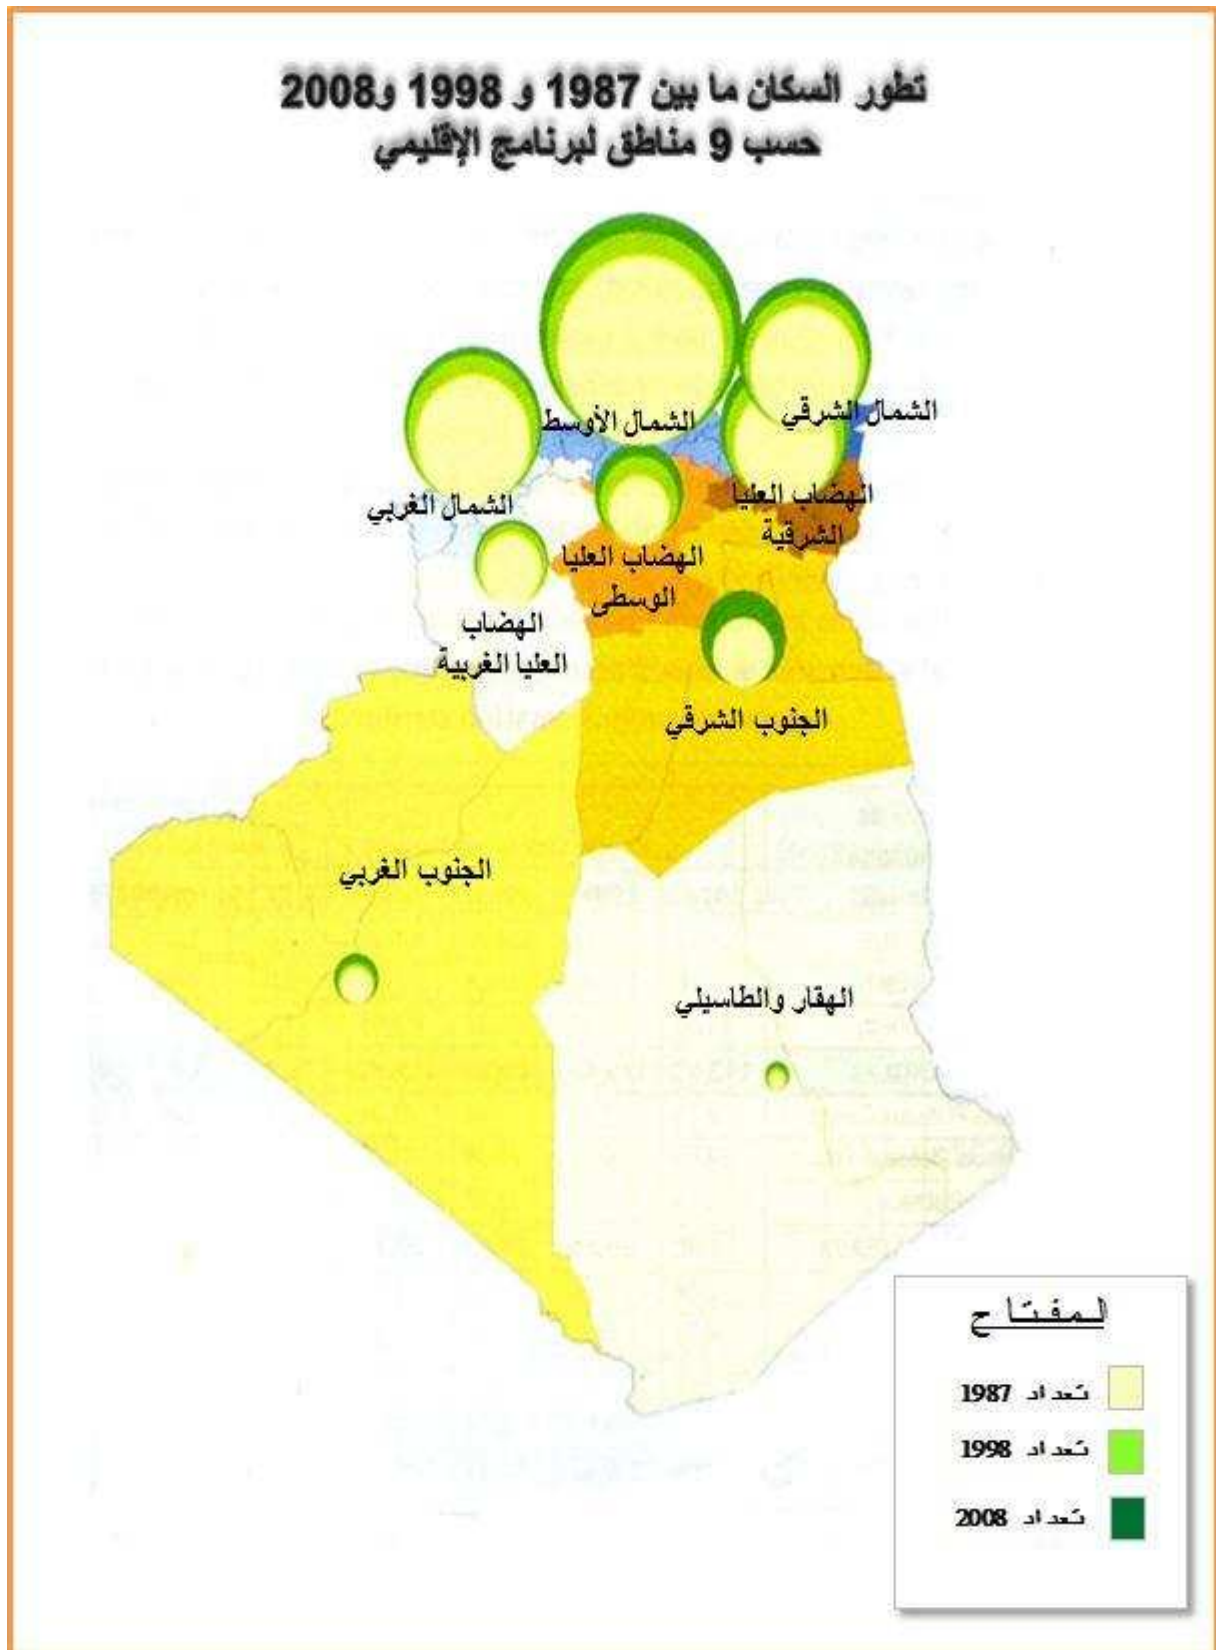 تطور السكان ما بين 1987 و 1998 و2008
حسب 9 مناطق لبرنامج الإقليمي
الشمال الشرقي
الشمال الأوسط
الهضاب العليا
الشرقية
الشمال الغربي
الهضاب العليا
الوسطى
الهضاب
العليا الغربية
الجنوب الشرقي
الجنوب الغربي
الهقار والطاسيلي
لمفتاح
تعداد 1987
تعداد 1998
تعداد 2008